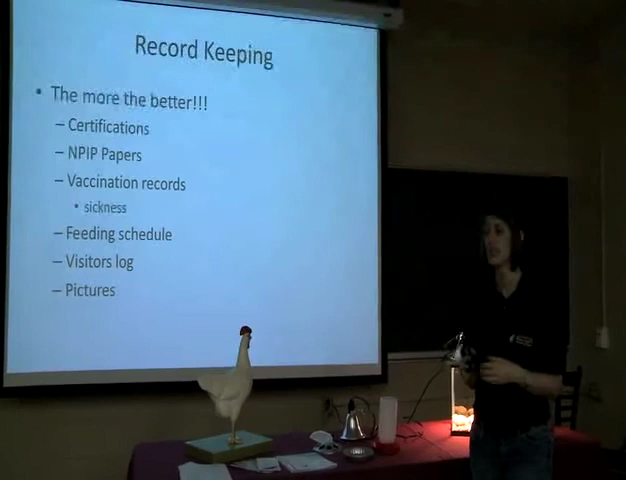 Record Keeping
• The more the better!!!
– Certifications
– NPIP Papers
– Vaccination records
• sickness
– Feeding schedule
– Visitors log
– Pictures